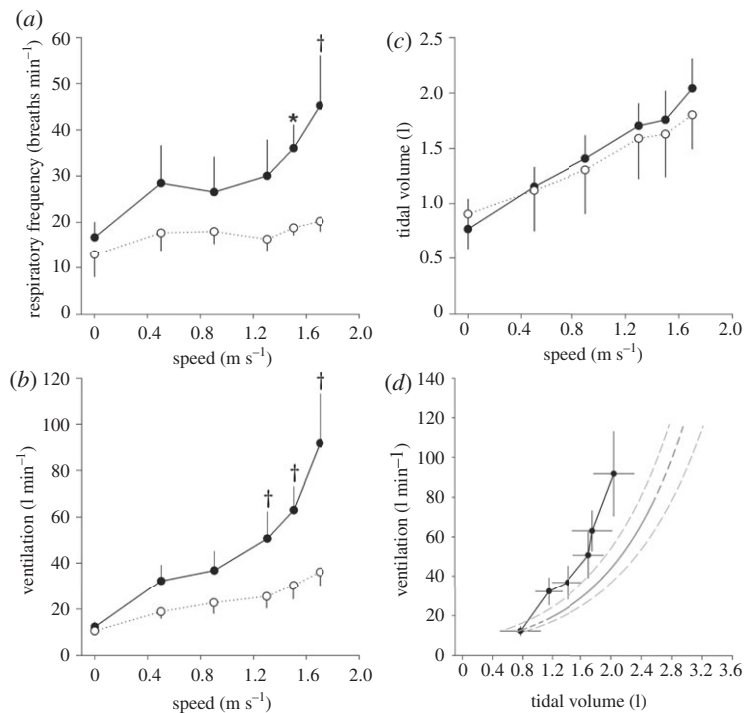 (a)
60
50
40
30
20
10
0
respiratory frequency (breaths min⁻¹)
*
†
0 0.4 0.8 1.2 1.6 2.0
speed (m s⁻¹)
(c)
2.5
2.0
1.5
1.0
0.5
0
tidal volume (l)
0 0.4 0.8 1.2 1.6 2.0
speed (m s⁻¹)
(b)
120
100
80
60
40
20
0
ventilation (l min⁻¹)
†
†
†
0 0.4 0.8 1.2 1.6 2.0
speed (m s⁻¹)
(d)
140
120
100
80
60
40
20
0
ventilation (l min⁻¹)
0 0.4 0.8 1.2 1.6 2.0 2.4 2.8 3.2 3.6
tidal volume (l)